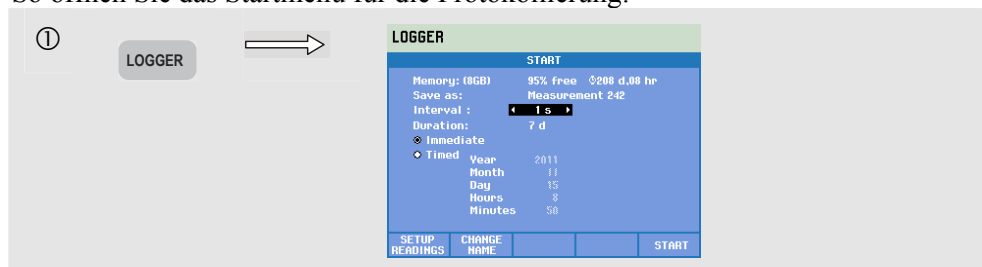 So öffnen Sie das Startmenü für die Protokollierung:
①
LOGGER
LOGGER
START
Memory: (8GB) 95% free 208 d,08 hr
Save as: Measurement 242
Interval : 1 s
Duration: 7 d
Immediate
Timed
Year 2011
Month 11
Day 15
Hours 8
Minutes 50
SETUP READINGS CHANGE NAME START